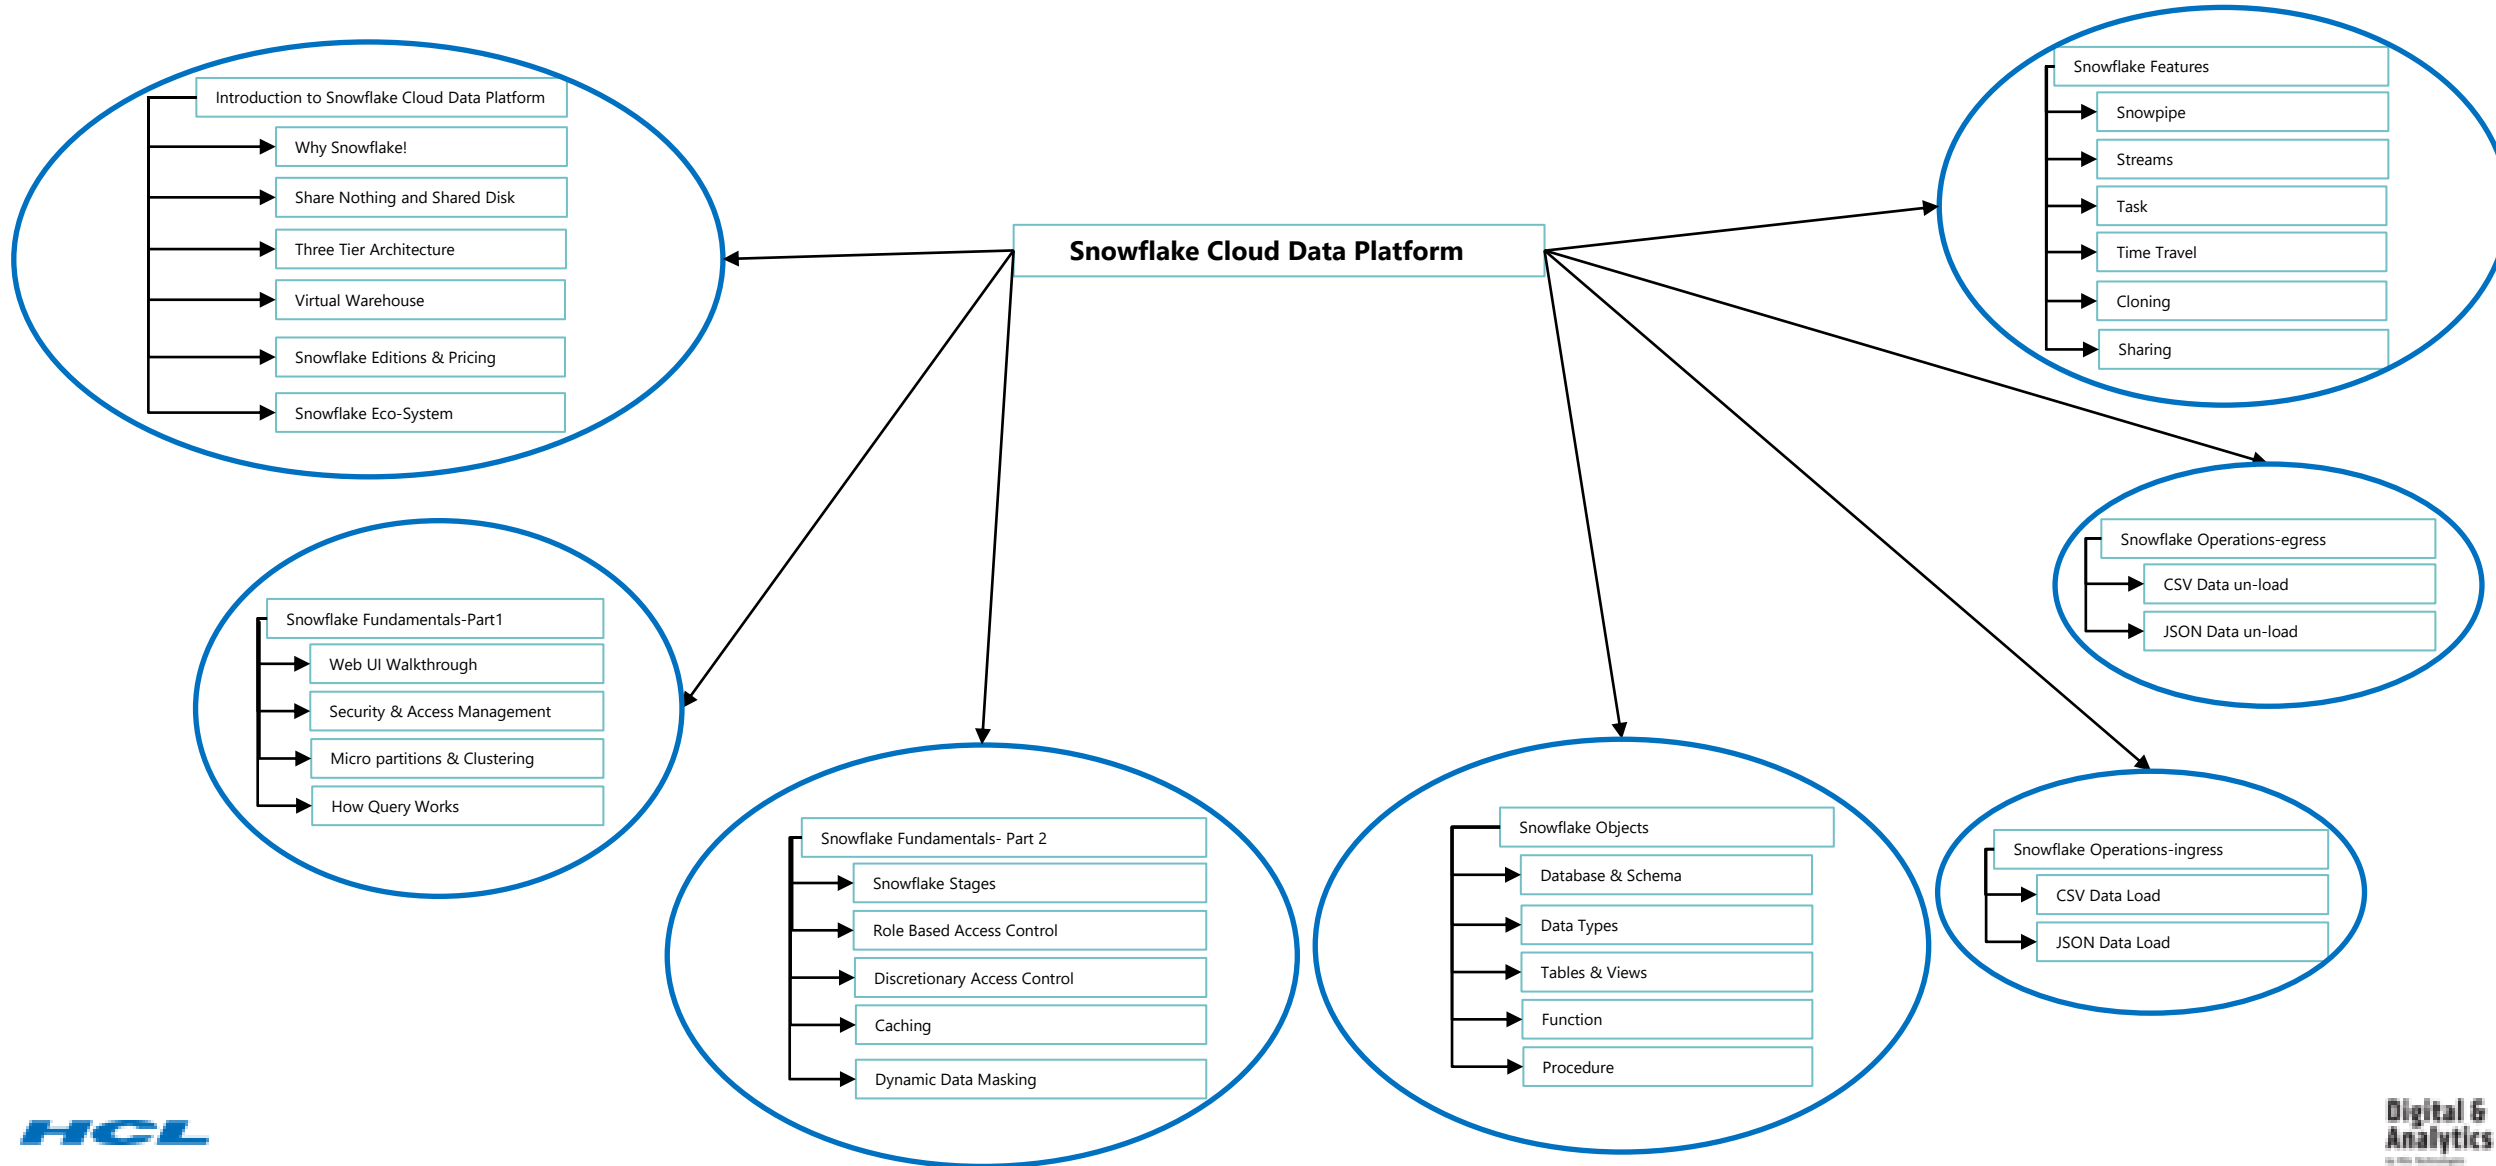 Snowflake Cloud Data Platform
Introduction to Snowflake Cloud Data Platform
Why Snowflake!
Share Nothing and Shared Disk
Three Tier Architecture
Virtual Warehouse
Snowflake Editions & Pricing
Snowflake Eco-System
Snowflake Fundamentals-Part1
Web UI Walkthrough
Security & Access Management
Micro partitions & Clustering
How Query Works
Snowflake Fundamentals- Part 2
Snowflake Stages
Role Based Access Control
Discretionary Access Control
Caching
Dynamic Data Masking
Snowflake Objects
Database & Schema
Data Types
Tables & Views
Function
Procedure
Snowflake Operations-ingress
CSV Data Load
JSON Data Load
Snowflake Operations-egress
CSV Data un-load
JSON Data un-load
Snowflake Features
Snowpipe
Streams
Task
Time Travel
Cloning
Sharing
HCL
Digital &
Analytics